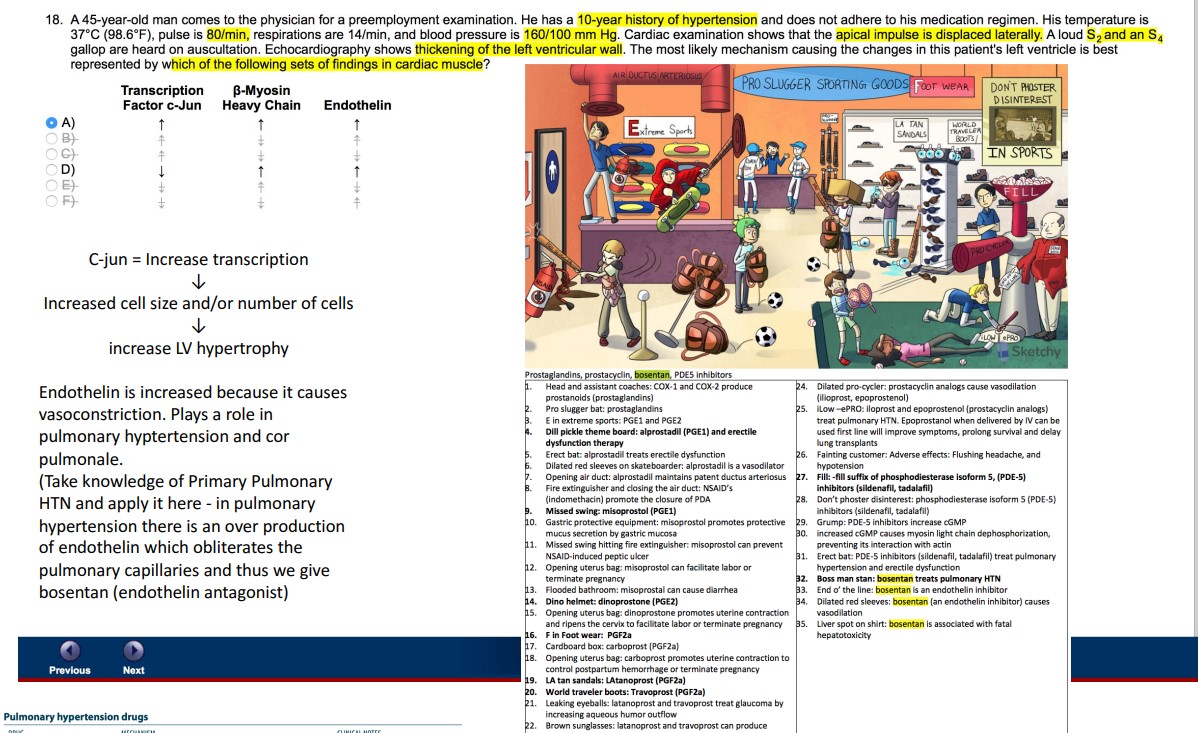 18. A 45-year-old man comes to the physician for a preemployment examination. He has a 10-year history of hypertension and does not adhere to his medication regimen. His temperature is
37°C (98.6°F), pulse is 80/min, respirations are 14/min, and blood pressure is 160/100 mm Hg. Cardiac examination shows that the apical impulse is displaced laterally. A loud S2 and an S4
gallop are heard on auscultation. Echocardiography shows thickening of the left ventricular wall. The most likely mechanism causing the changes in this patient's left ventricle is best
represented by which of the following sets of findings in cardiac muscle?
Transcription β-Myosin
Factor c-Jun Heavy Chain Endothelin
A) ↑ ↑ ↑
B) ↑ ↓ ↑
C) ↑ ↓ ↓
D) ↓ ↑ ↑
E) ↓ ↑ ↓
F) ↓ ↓ ↑
C-jun = Increase transcription
↓
Increased cell size and/or number of cells
↓
increase LV hypertrophy
Endothelin is increased because it causes
vasoconstriction. Plays a role in
pulmonary hyptertension and cor
pulmonale.
(Take knowledge of Primary Pulmonary
HTN and apply it here - in pulmonary
hypertension there is an over production
of endothelin which obliterates the
pulmonary capillaries and thus we give
bosentan (endothelin antagonist)
AIR DUCTUS ARTERIOSUS
PRO SLUGGER SPORTING GOODS
FOOT WEAR
DON'T PHOSTER
DISINTEREST
IN SPORTS
Extreme Sports
LA TAN
SANDALS
WORLD
TRAVELER
BOOTS!
FILL
PRO CYCLIN
NSAID
iLOW ePRO
Sketchy
Prostaglandins, prostacyclin, bosentan, PDE5 inhibitors
1. Head and assistant coaches: COX-1 and COX-2 produce
prostanoids (prostaglandins)
2. Pro slugger bat: prostaglandins
3. E in extreme sports: PGE1 and PGE2
4. Dill pickle theme board: alprostadil (PGE1) and erectile
dysfunction therapy
5. Erect bat: alprostadil treats erectile dysfunction
6. Dilated red sleeves on skateboarder: alprostadil is a vasodilator
7. Opening air duct: alprostadil maintains patent ductus arteriosus
8. Fire extinguisher and closing the air duct: NSAID's
(indomethacin) promote the closure of PDA
9. Missed swing: misoprostol (PGE1)
10. Gastric protective equipment: misoprostol promotes protective
mucus secretion by gastric mucosa
11. Missed swing hitting fire extinguisher: misoprostol can prevent
NSAID-induced peptic ulcer
12. Opening uterus bag: misoprostol can facilitate labor or
terminate pregnancy
13. Flooded bathroom: misoprostal can cause diarrhea
14. Dino helmet: dinoprostone (PGE2)
15. Opening uterus bag: dinoprostone promotes uterine contraction
and ripens the cervix to facilitate labor or terminate pregnancy
16. F in Foot wear: PGF2a
17. Cardboard box: carboprost (PGF2a)
18. Opening uterus bag: carboprost promotes uterine contraction to
control postpartum hemorrhage or terminate pregnancy
19. LA tan sandals: LAtanoprost (PGF2a)
20. World traveler boots: Travoprost (PGF2a)
21. Leaking eyeballs: latanoprost and travoprost treat glaucoma by
increasing aqueous humor outflow
22. Brown sunglasses: latanoprost and travoprost can produce
24. Dilated pro-cycler: prostacyclin analogs cause vasodilation
(ilioprost, epoprostenol)
25. iLow –ePRO: iloprost and epoprostenol (prostacyclin analogs)
treat pulmonary HTN. Epoprostanol when delivered by IV can be
used first line will improve symptoms, prolong survival and delay
lung transplants
26. Fainting customer: Adverse effects: Flushing headache, and
hypotension
27. Fill: -fill suffix of phosphodiesterase isoform 5, (PDE-5)
inhibitors (sildenafil, tadalafil)
28. Don't phoster disinterest: phosphodiesterase isoform 5 (PDE-5)
inhibitors (sildenafil, tadalafil)
29. Grump: PDE-5 inhibitors increase cGMP
30. increased cGMP causes myosin light chain dephosphorization,
preventing its interaction with actin
31. Erect bat: PDE-5 inhibitors (sildenafil, tadalafil) treat pulmonary
hypertension and erectile dysfunction
32. Boss man stan: bosentan treats pulmonary HTN
33. End o' the line: bosentan is an endothelin inhibitor
34. Dilated red sleeves: bosentan (an endothelin inhibitor) causes
vasodilation
35. Liver spot on shirt: bosentan is associated with fatal
hepatotoxicity
Previous Next
Pulmonary hypertension drugs
DRUG MECHANISM CLINICAL NOTES